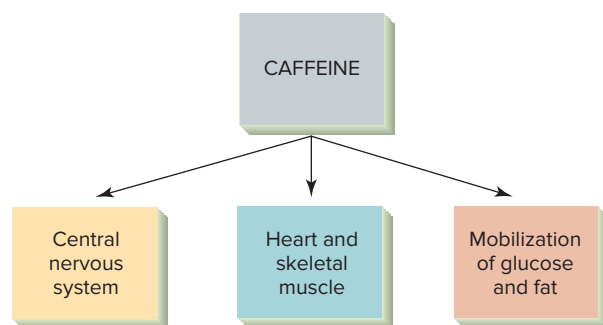 CAFFEINE
Central
nervous
system
Heart and
skeletal
muscle
Mobilization
of glucose
and fat